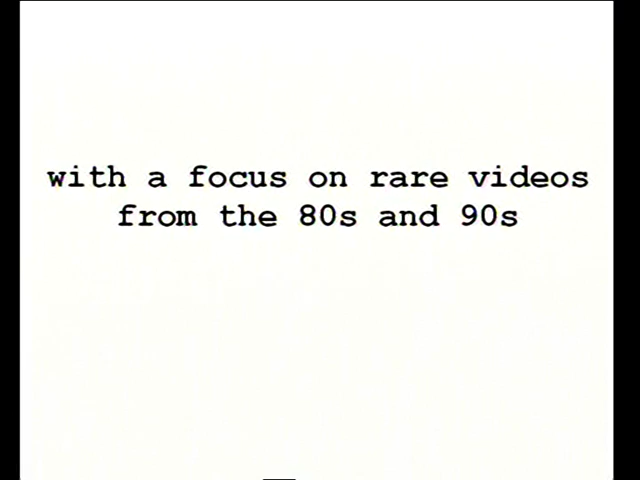 with a focus on rare videos
from the 80s and 90s